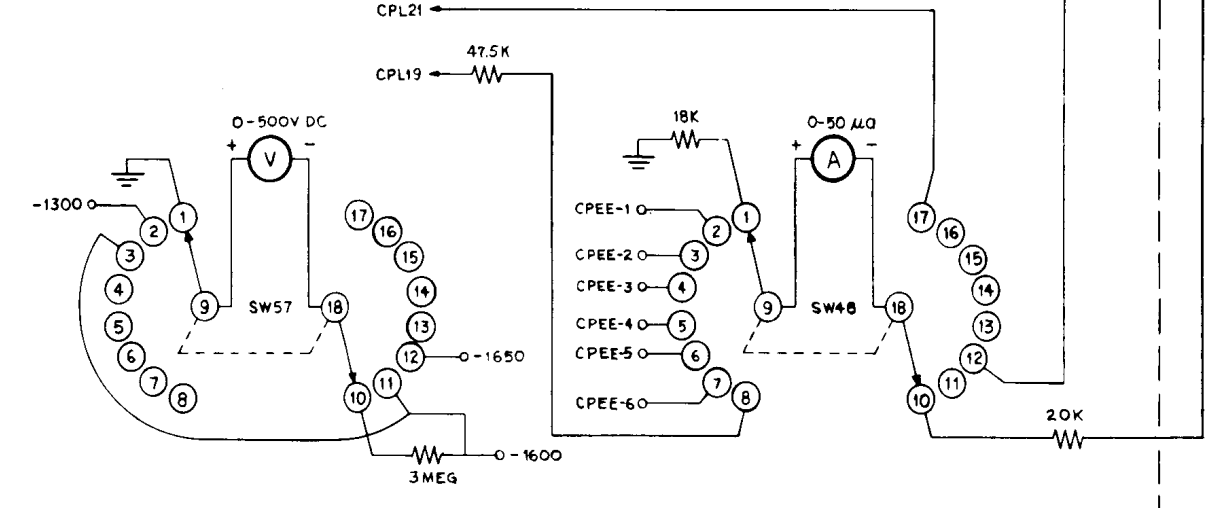 CPL21
47.5K
CPL19
0-500V DC
+ V -
-1300
1
2
3
4
5
6
7
8
9
SW57
18
17
16
15
14
13
12
11
10
-1650
-1600
3 MEG
18K
0-50 μa
+ A -
CPEE-1
CPEE-2
CPEE-3
CPEE-4
CPEE-5
CPEE-6
1
2
3
4
5
6
7
8
9
SW48
18
17
16
15
14
13
12
11
10
20K